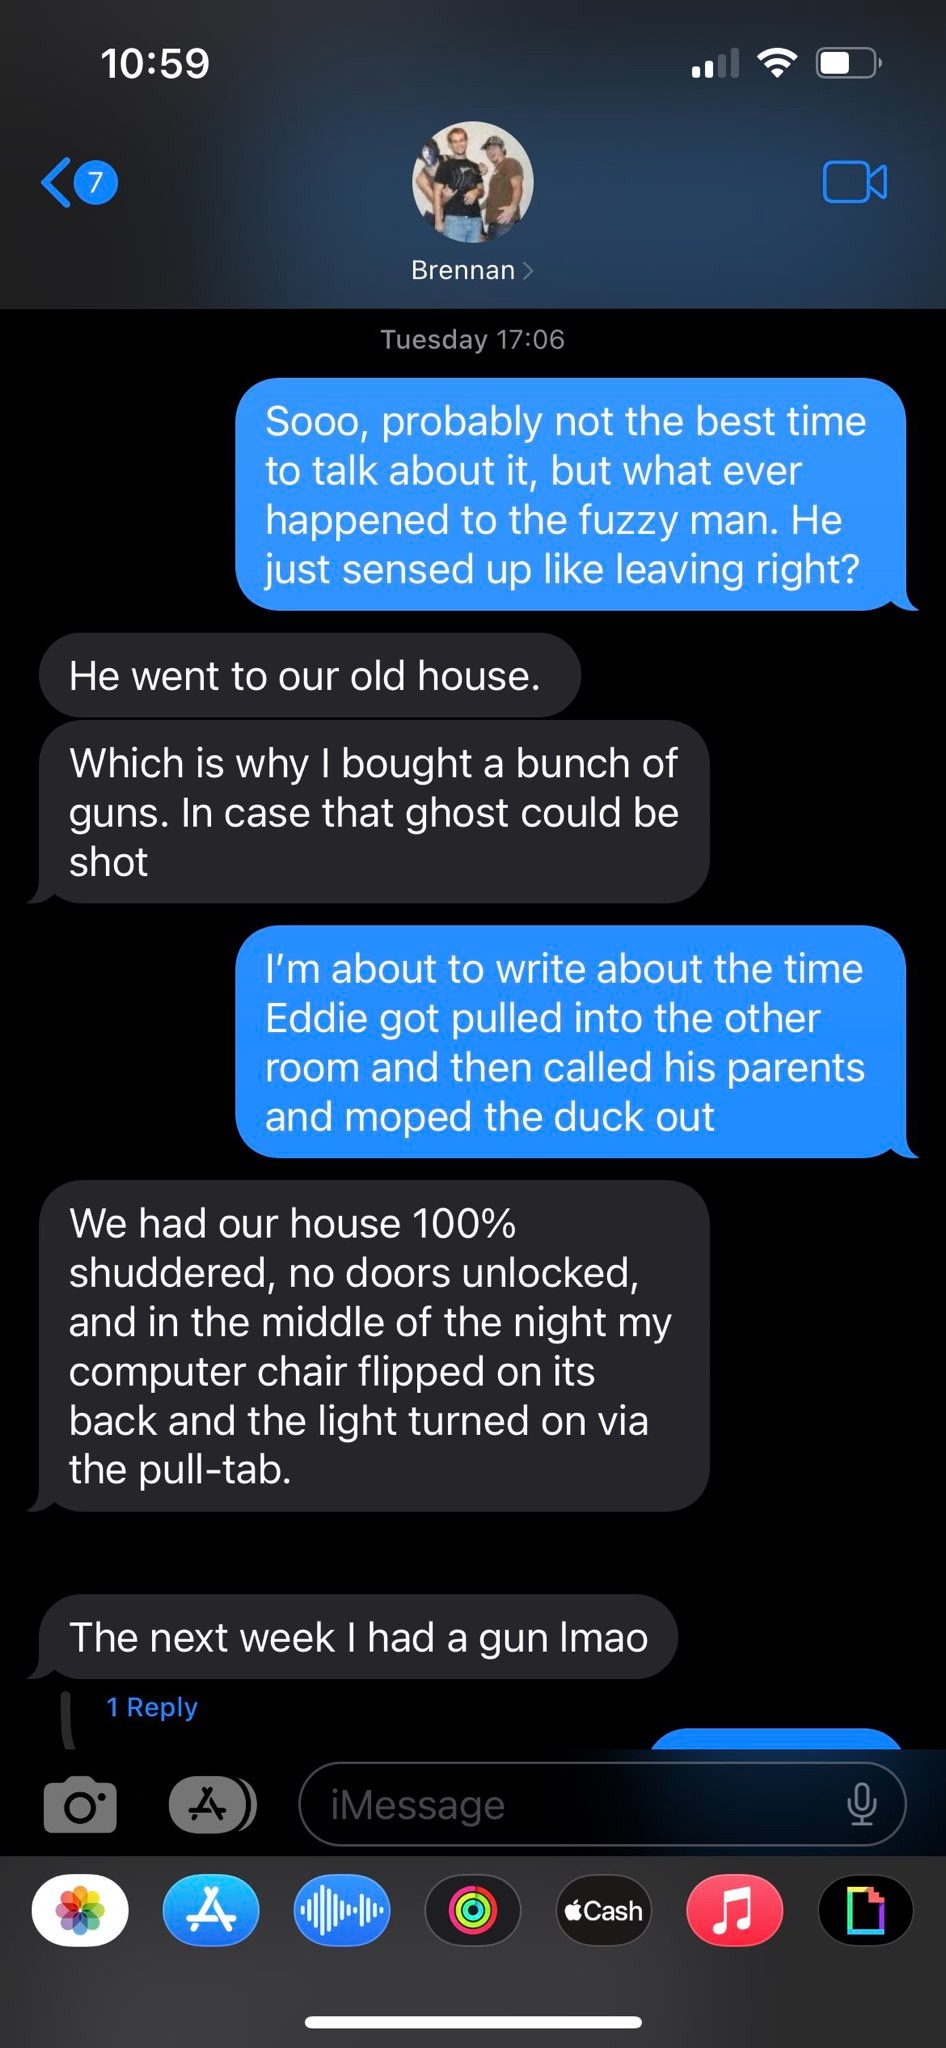 10:59
7
Brennan
Tuesday 17:06
Sooo, probably not the best time
to talk about it, but what ever
happened to the fuzzy man. He
just sensed up like leaving right?
He went to our old house.
Which is why I bought a bunch of
guns. In case that ghost could be
shot
I'm about to write about the time
Eddie got pulled into the other
room and then called his parents
and moped the duck out
We had our house 100%
shuddered, no doors unlocked,
and in the middle of the night my
computer chair flipped on its
back and the light turned on via
the pull-tab.
The next week I had a gun lmao
1 Reply
iMessage
Cash